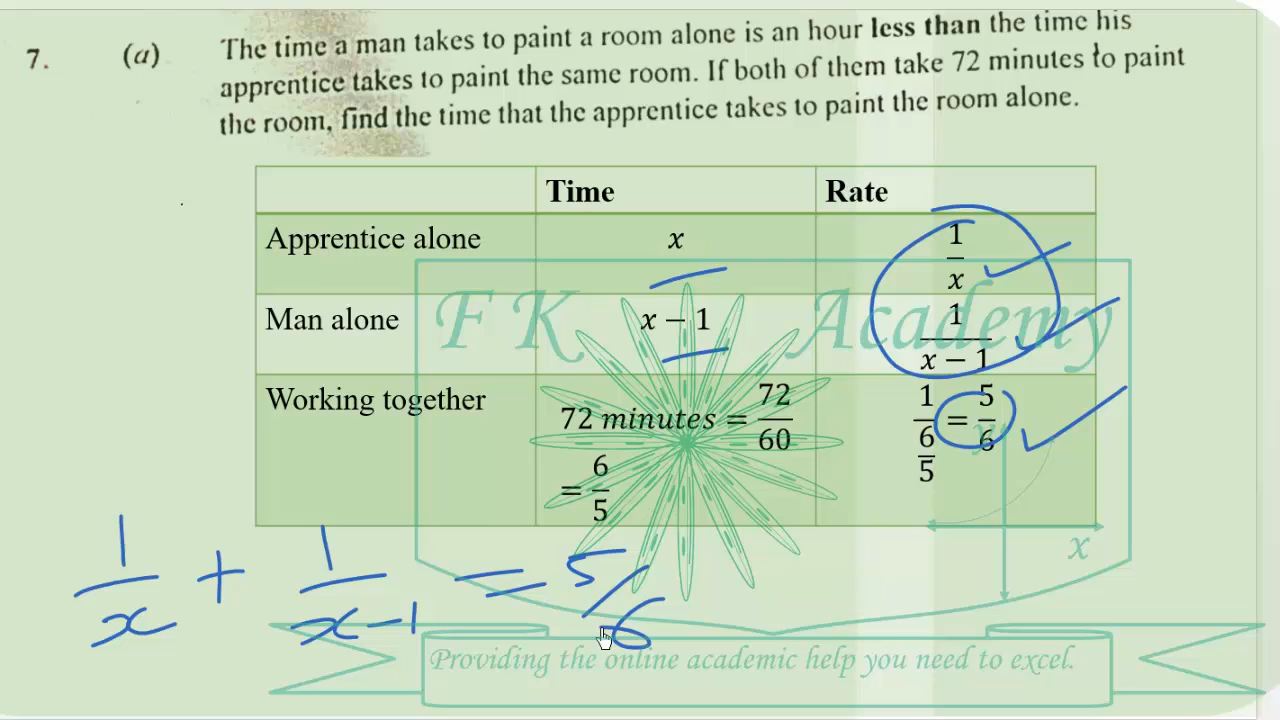 7. (a) The time a man takes to paint a room alone is an hour less than the time his
apprentice takes to paint the same room. If both of them take 72 minutes to paint
the room, find the time that the apprentice takes to paint the room alone.
Time Rate
Apprentice alone x 1/x
Man alone x − 1 1/(x − 1)
Working together 72 minutes = 72/60 1/(6/5) = 5/6
= 6/5
F K Academy
y
x
1/x + 1/(x − 1) = 5/6
Providing the online academic help you need to excel.